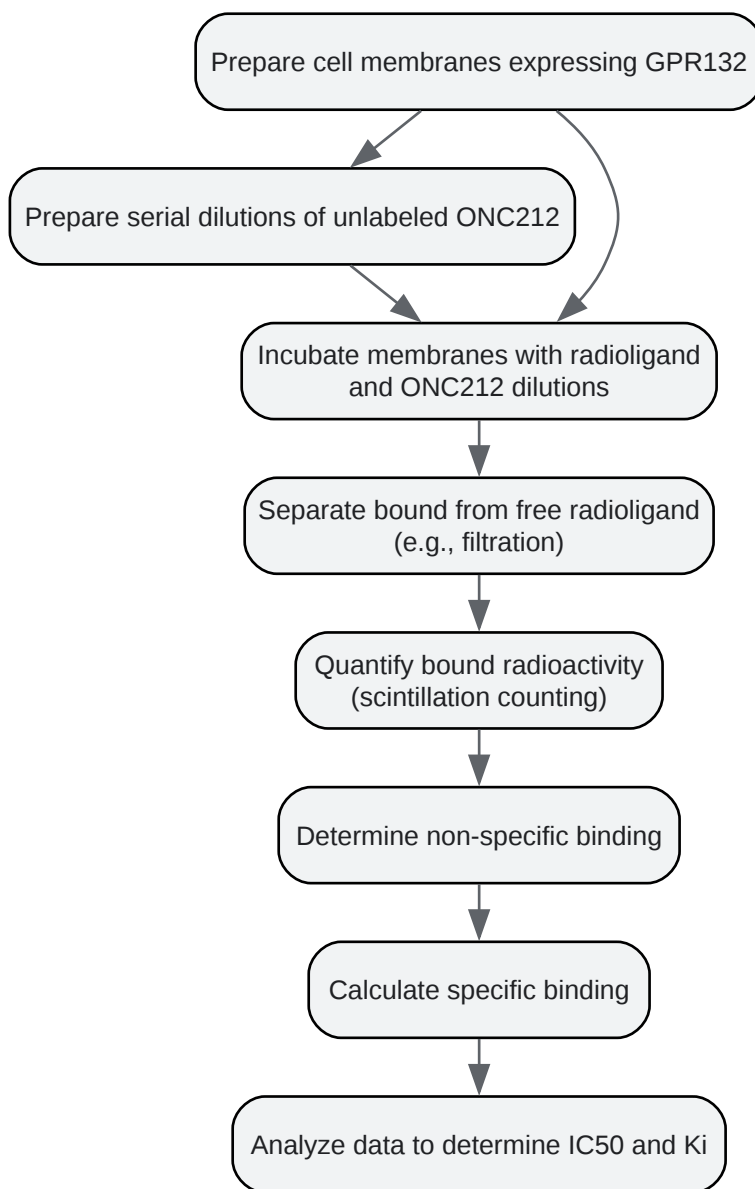 Prepare cell membranes expressing GPR132
Prepare serial dilutions of unlabeled ONC212
Incubate membranes with radioligand
and ONC212 dilutions
Separate bound from free radioligand
(e.g., filtration)
Quantify bound radioactivity
(scintillation counting)
Determine non-specific binding
Calculate specific binding
Analyze data to determine IC50 and Ki